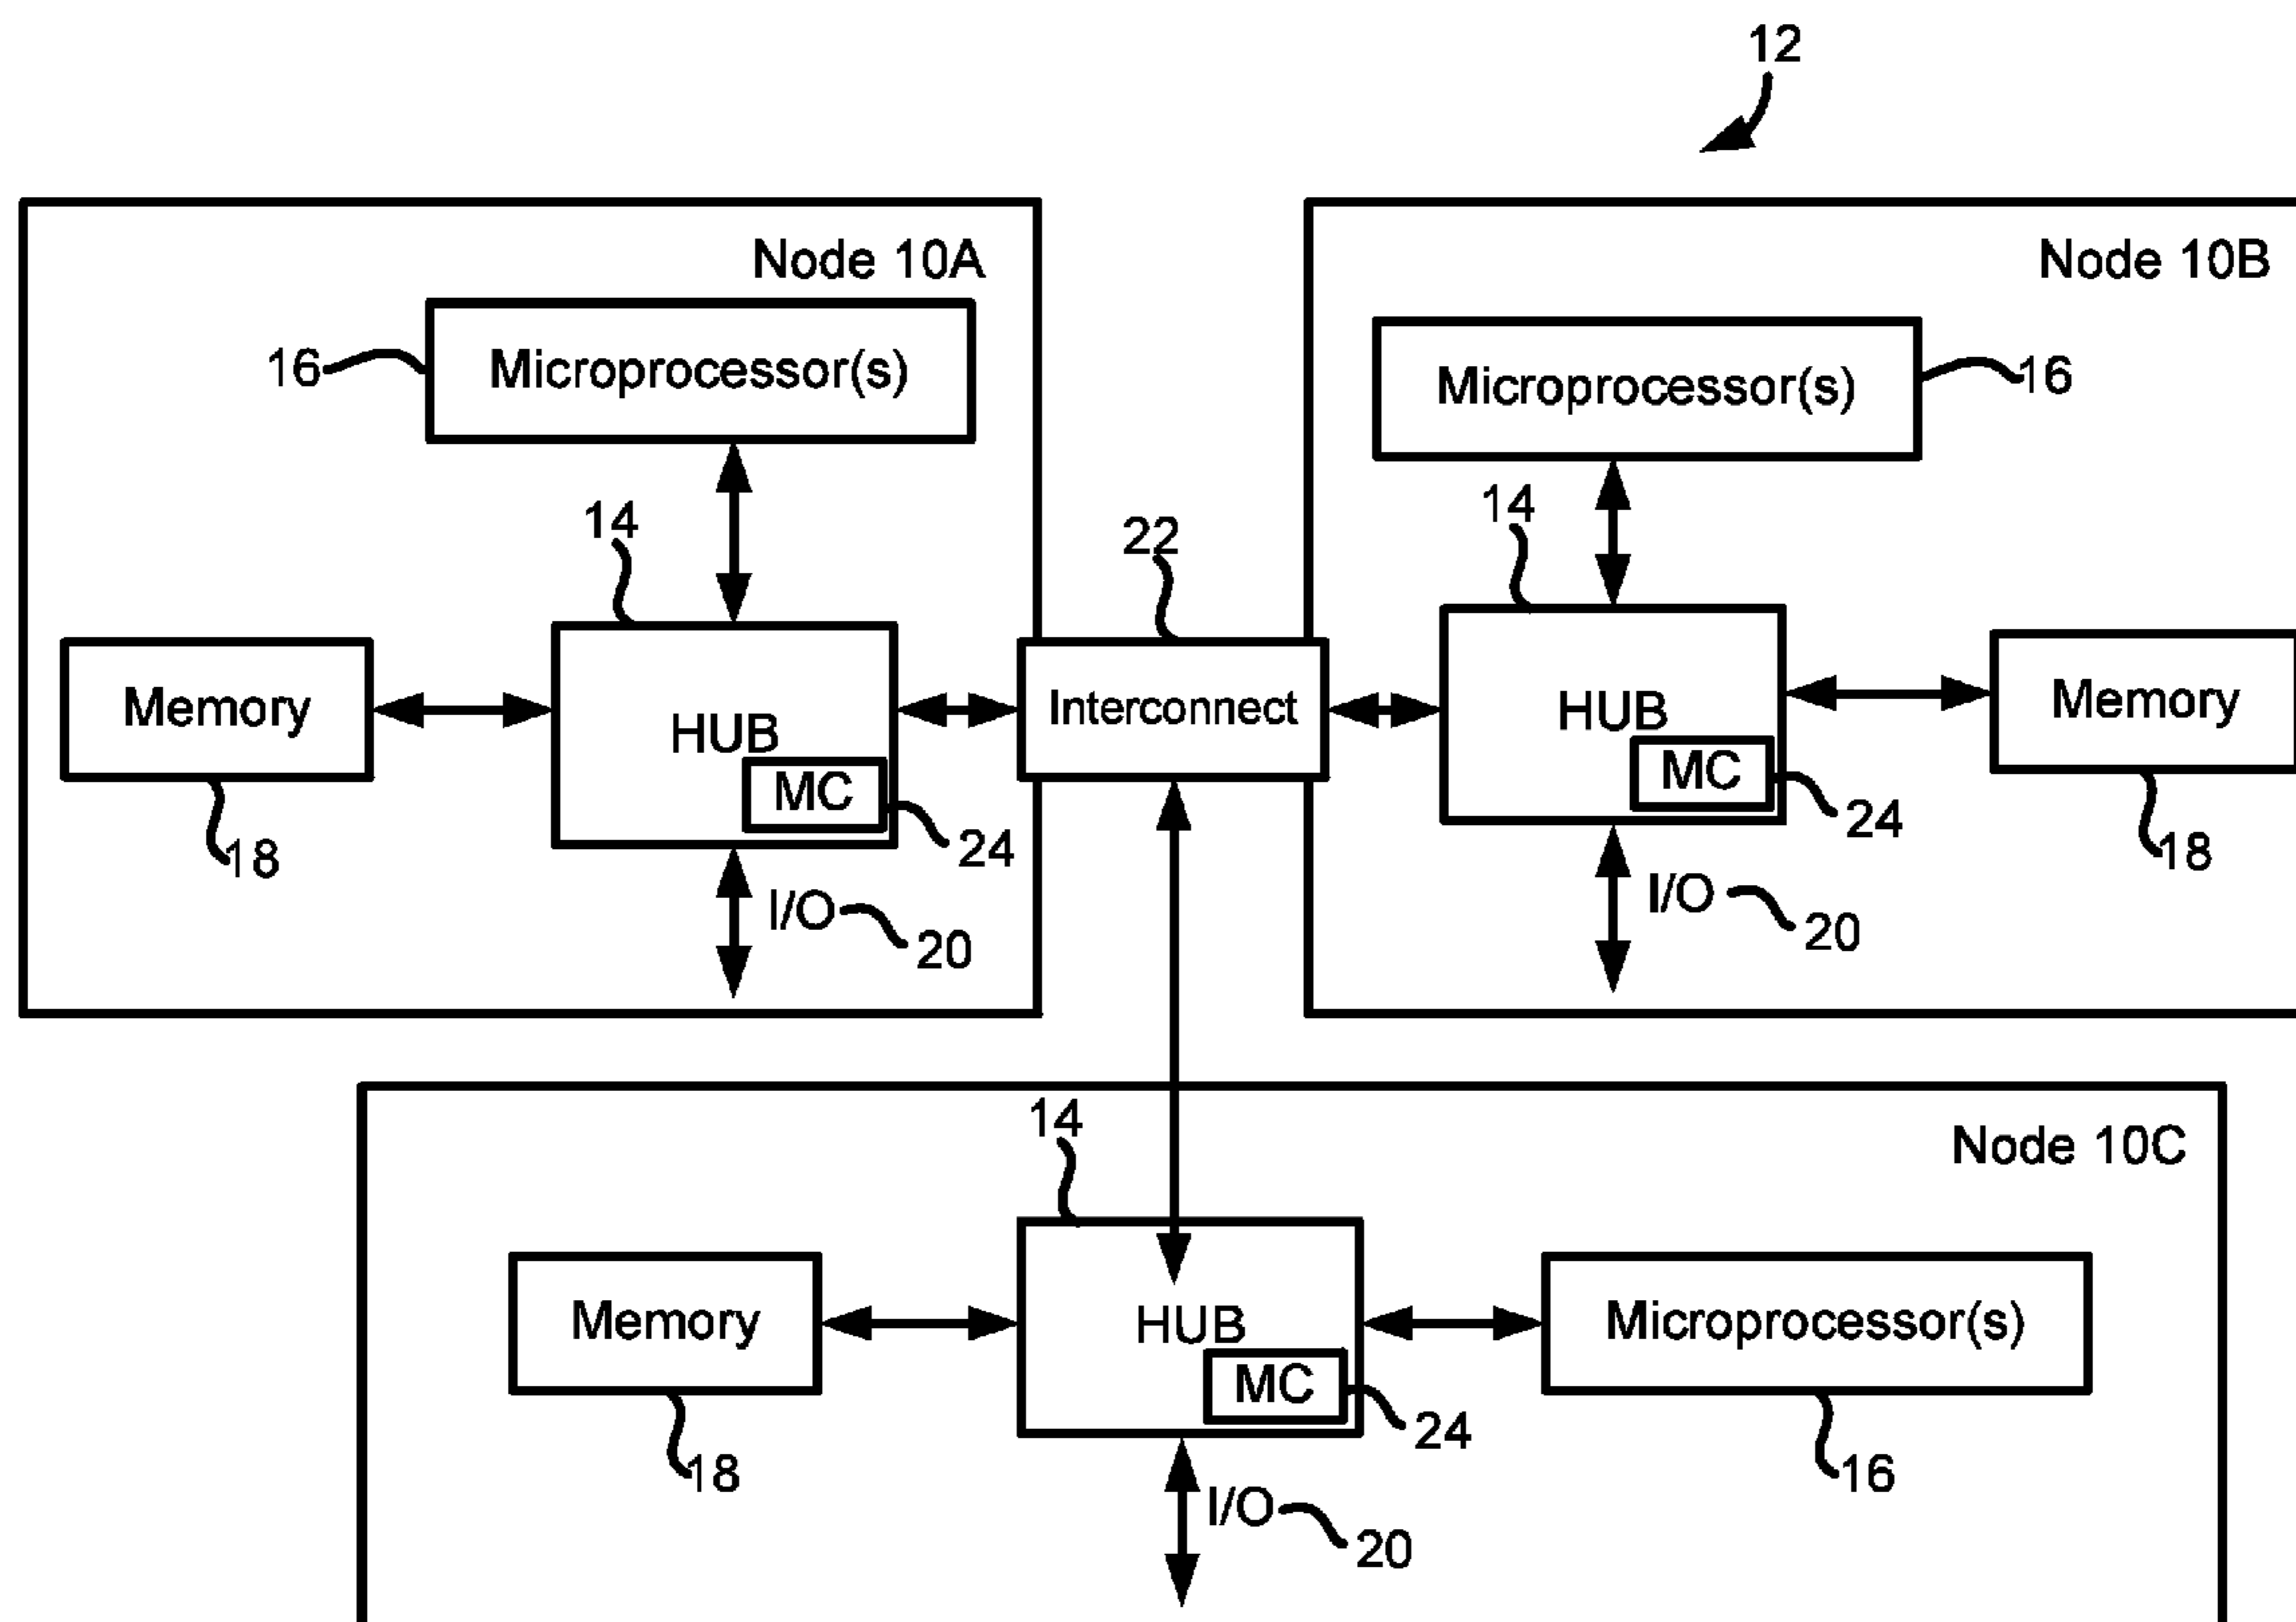 12
Node 10A
Node 10B
16
Microprocessor(s)
Microprocessor(s)
16
14
22
14
Memory
HUB
MC
Interconnect
HUB
MC
Memory
18
24
24
18
I/O
20
I/O
20
Node 10C
14
Memory
HUB
MC
Microprocessor(s)
18
24
16
I/O
20